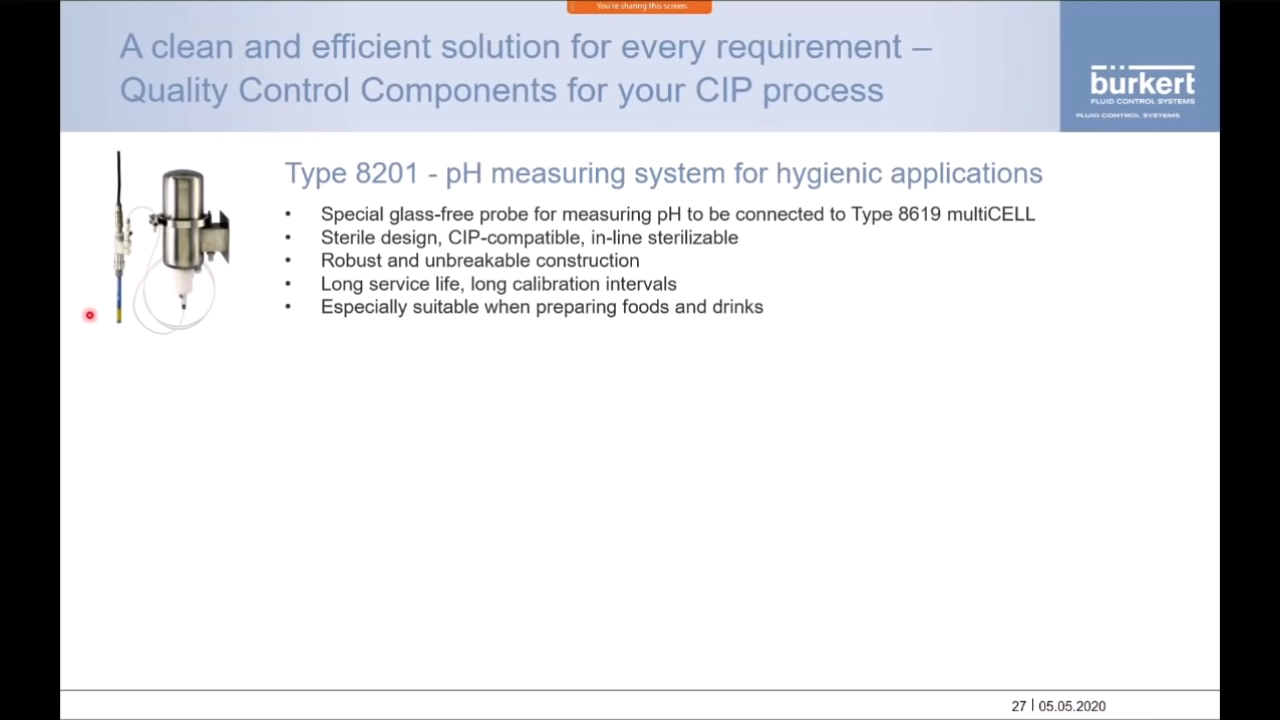 You're sharing this screen.
A clean and efficient solution for every requirement –
Quality Control Components for your CIP process
bürkert
FLUID CONTROL SYSTEMS
FLUID CONTROL SYSTEMS
Type 8201 - pH measuring system for hygienic applications
• Special glass-free probe for measuring pH to be connected to Type 8619 multiCELL
• Sterile design, CIP-compatible, in-line sterilizable
• Robust and unbreakable construction
• Long service life, long calibration intervals
• Especially suitable when preparing foods and drinks
27 | 05.05.2020